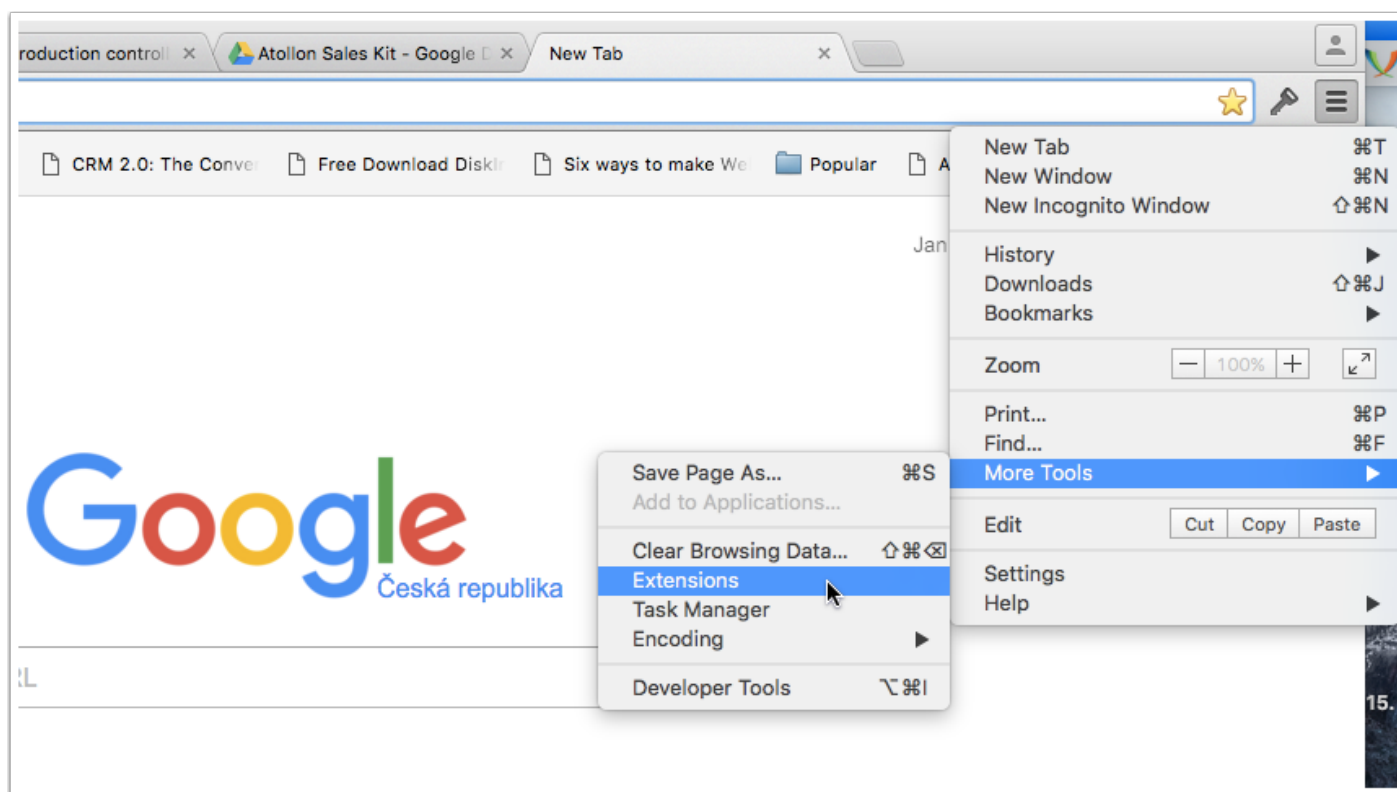 roduction control
Atollon Sales Kit - Google
New Tab
CRM 2.0: The Conve
Free Download Disk
Six ways to make We
Popular
A
Jan
New Tab ⌘T
New Window ⌘N
New Incognito Window ⇧⌘N
History ▶
Downloads ⇧⌘J
Bookmarks ▶
Zoom — 100% +
Print... ⌘P
Find... ⌘F
More Tools ▶
Edit Cut Copy Paste
Settings
Help ▶
Save Page As... ⌘S
Add to Applications...
Clear Browsing Data... ⇧⌘⌫
Extensions
Task Manager
Encoding ▶
Developer Tools ⌥⌘I
Google
Česká republika
RL
15.